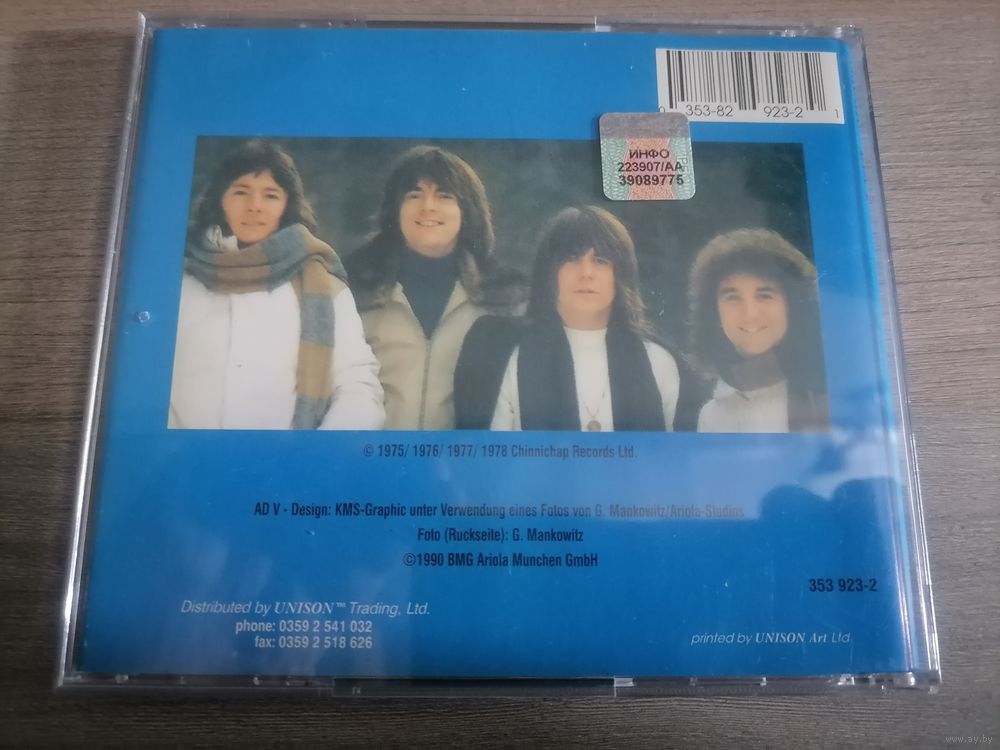 0 353-82 923-2 1
ИНФО
223907/АА
39089775
© 1975/ 1976/ 1977/ 1978 Chinnichap Records Ltd.
AD V - Design: KMS-Graphic unter Verwendung eines Fotos von G. Mankowitz/Ariola-Studios
Foto (Ruckseite): G. Mankowitz
©1990 BMG Ariola Munchen GmbH
353 923-2
Distributed by UNISON™ Trading, Ltd.
phone: 0359 2 541 032
fax: 0359 2 518 626
printed by UNISON Art Ltd.
www.ay.by